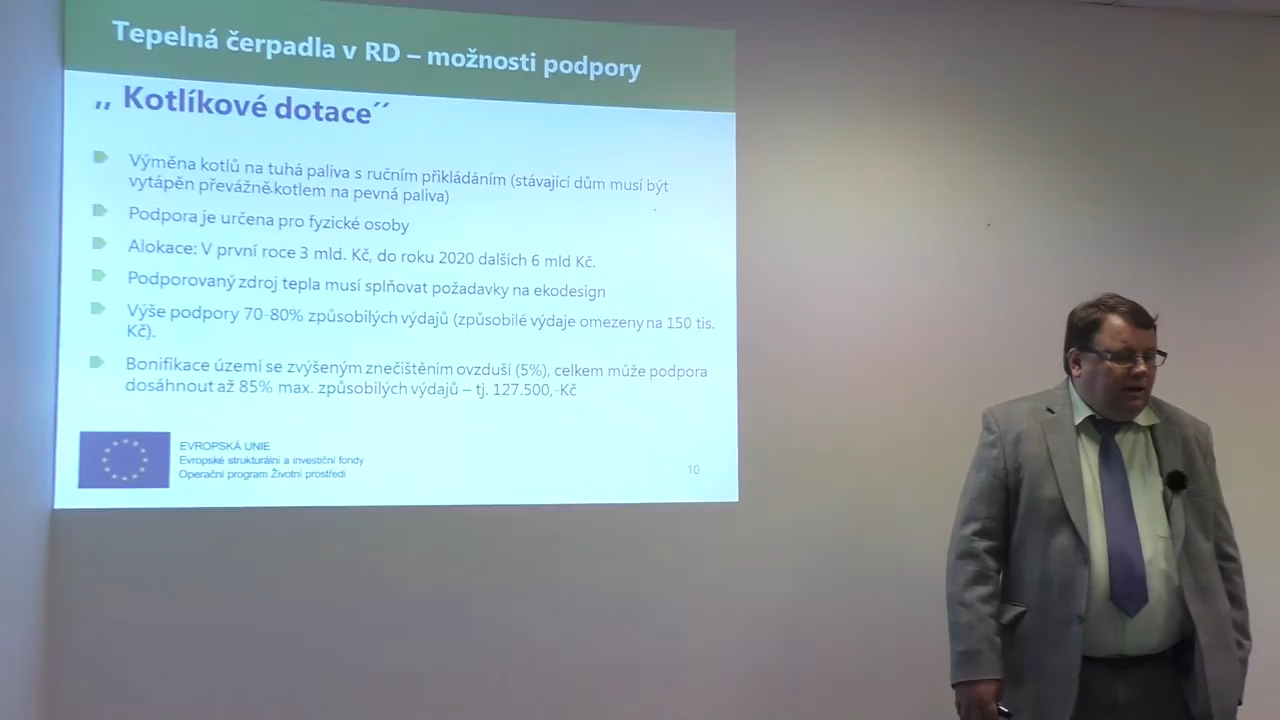 Tepelná čerpadla v RD – možnosti podpory
,, Kotlíkové dotace´´
Výměna kotlů na tuhá paliva s ručním přikládáním (stávající dům musí být
vytápěn převážně kotlem na pevná paliva)
Podpora je určena pro fyzické osoby
Alokace: V první roce 3 mld. Kč, do roku 2020 dalších 6 mld Kč.
Podporovaný zdroj tepla musí splňovat požadavky na ekodesign
Výše podpory 70-80% způsobilých výdajů (způsobilé výdaje omezeny na 150 tis.
Kč).
Bonifikace území se zvýšeným znečištěním ovzduší (5%), celkem může podpora
dosáhnout až 85% max. způsobilých výdajů – tj. 127.500,-Kč
EVROPSKÁ UNIE
Evropské strukturální a investiční fondy
Operační program Životní prostředí
10